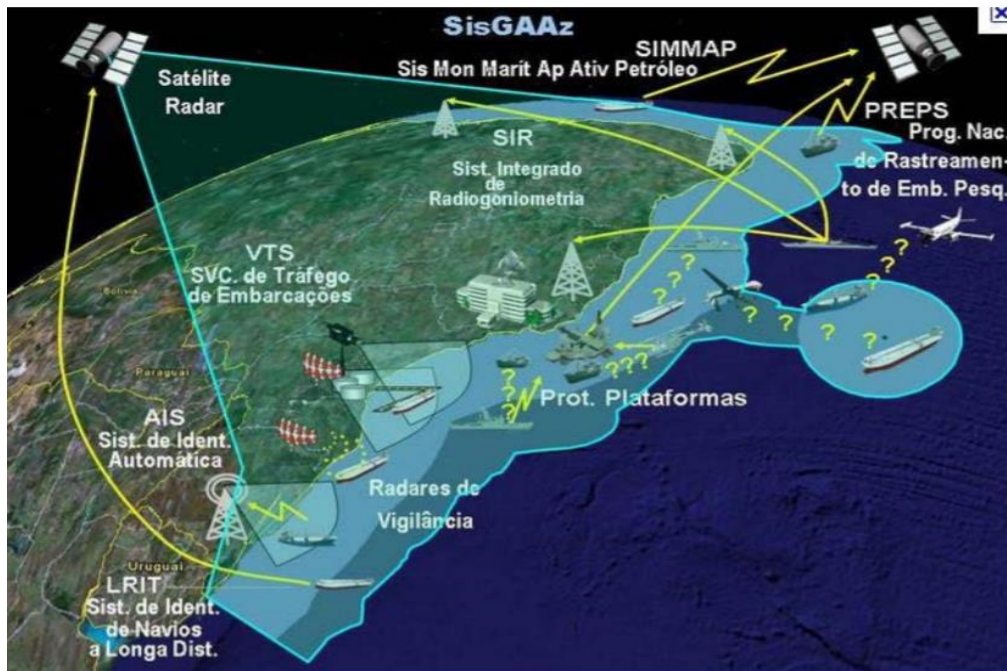 SisGAAz
SIMMAP
Sis Mon Marít Ap Ativ Petróleo
Satélite
Radar
PREPS
Prog. Nac.
de Rastreamen-
to de Emb. Pesq.
SIR
Sist. Integrado
de
Radiogoniometria
VTS
SVC. de Tráfego
de Embarcações
Bolivia
Paraguai
? ? ?
? ? ?
? ? ? ?
? ? ?
? ? ?
Prot. Plataformas
AIS
Sist. de Ident.
Automática
Radares de
Vigilância
Uruguai
LRIT
Sist. de Ident.
de Navios
a Longa Dist.